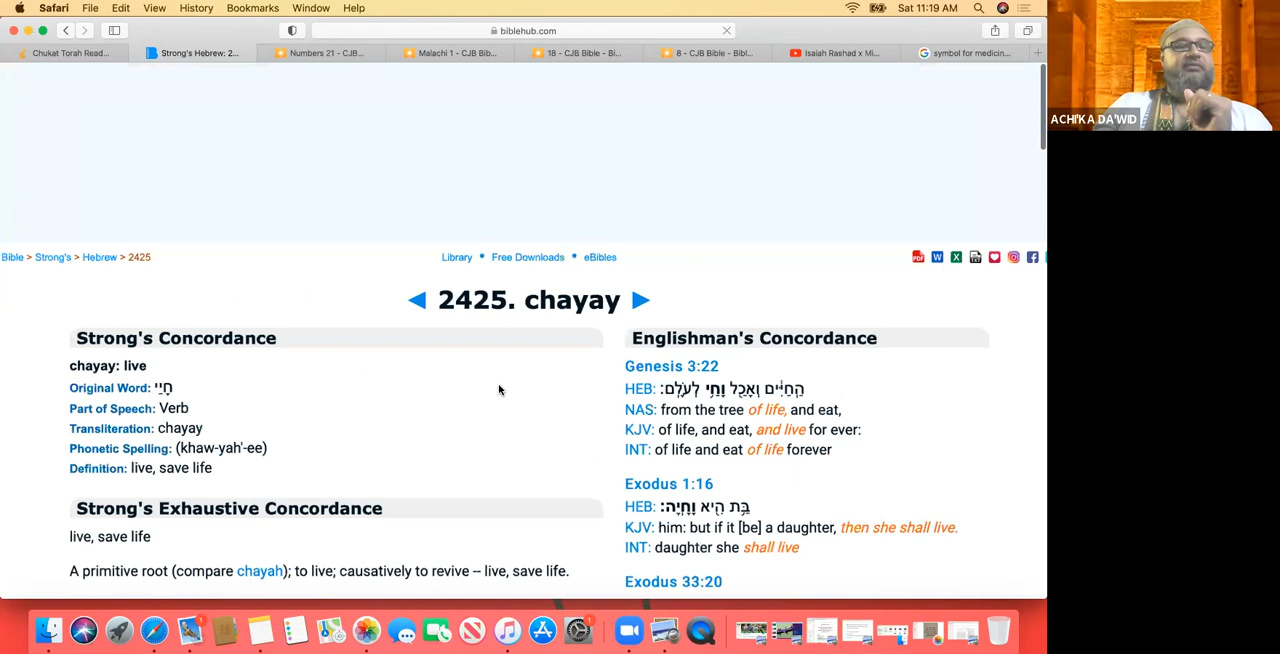 Safari File Edit View History Bookmarks Window Help Sat 11:19 AM
biblehub.com
Chukat Torah Read... Strong's Hebrew: 2... Numbers 21 - CJB... Malachi 1 - CJB Bib... 18 - CJB Bible - Bi... 8 - CJB Bible - Bibl... Isaiah Rashad x Mi... symbol for medicin...
ACHI'KA DA'WID
Bible > Strong's > Hebrew > 2425 Library • Free Downloads • eBibles
2425. chayay
Strong's Concordance
chayay: live
Original Word: חָיַי
Part of Speech: Verb
Transliteration: chayay
Phonetic Spelling: (khaw-yah'-ee)
Definition: live, save life
Strong's Exhaustive Concordance
live, save life
A primitive root (compare chayah); to live; causatively to revive -- live, save life.
Englishman's Concordance
Genesis 3:22
HEB: הַֽחַיִּ֔ים וְאָכַ֖ל וָחַ֥י לְעֹלָֽם׃
NAS: from the tree of life, and eat,
KJV: of life, and eat, and live for ever:
INT: of life and eat of life forever
Exodus 1:16
HEB: בַּ֥ת הִ֖יא וָחָֽיָה׃
KJV: him: but if it [be] a daughter, then she shall live.
INT: daughter she shall live
Exodus 33:20